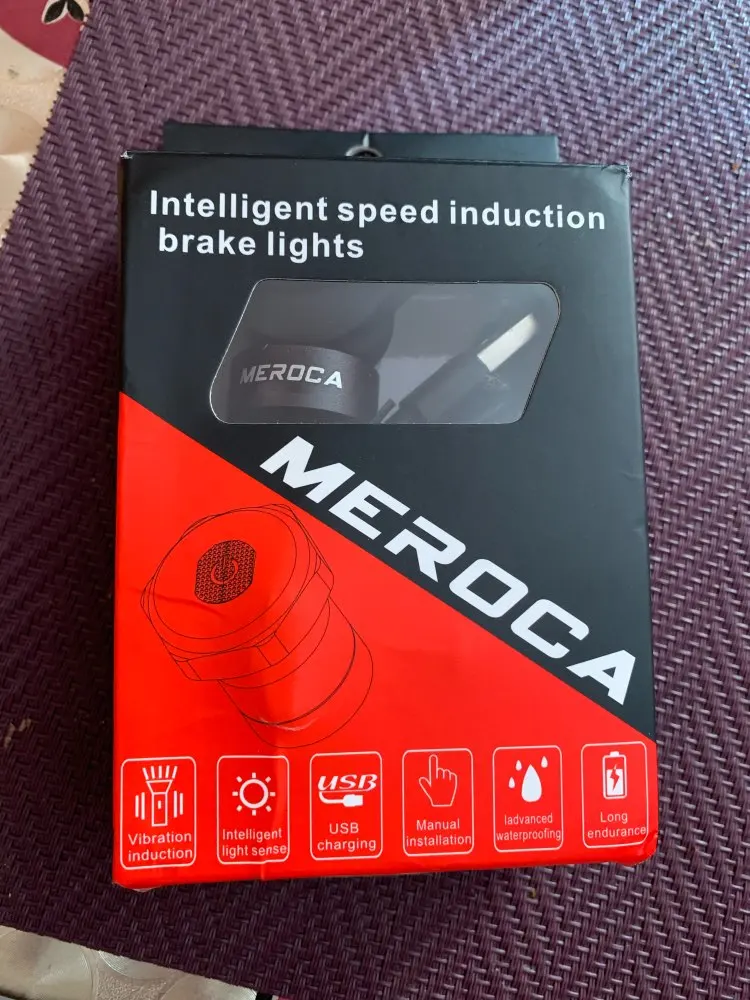 Intelligent speed induction
brake lights
MEROCA
MEROCA
Vibration
induction
Intelligent
light sense
USB
USB
charging
Manual
installation
Iadvanced
waterproofing
Long
endurance